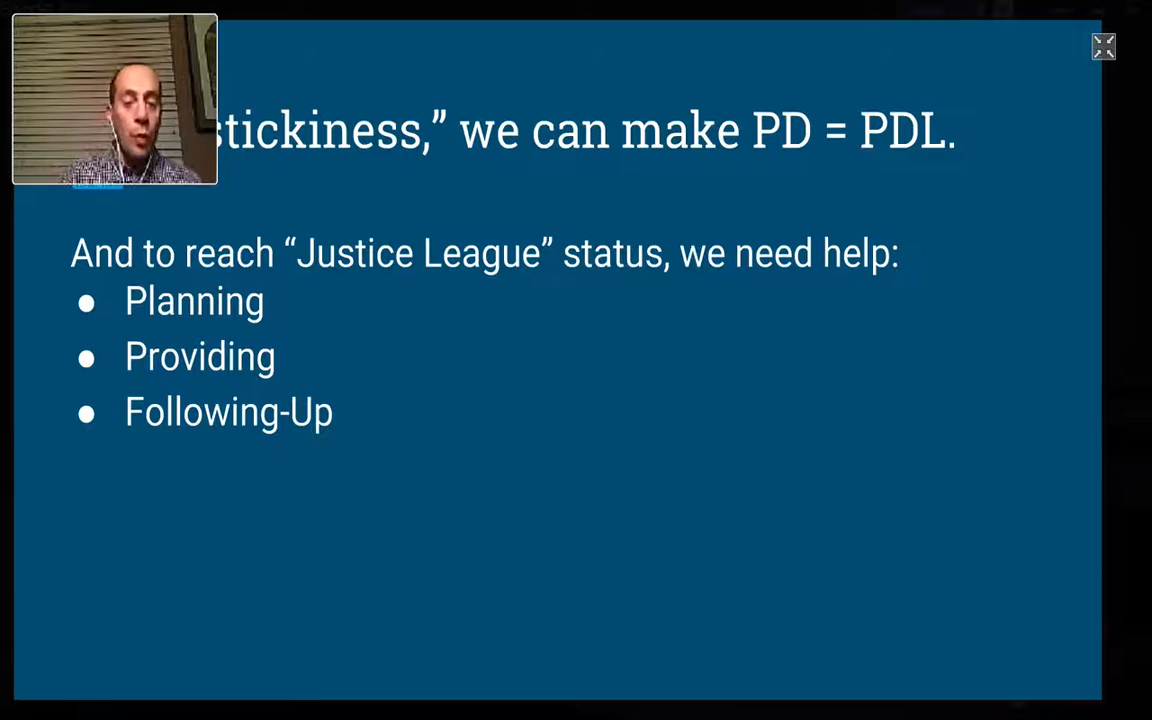 stickiness,” we can make PD = PDL.
And to reach “Justice League” status, we need help:
● Planning
● Providing
● Following-Up